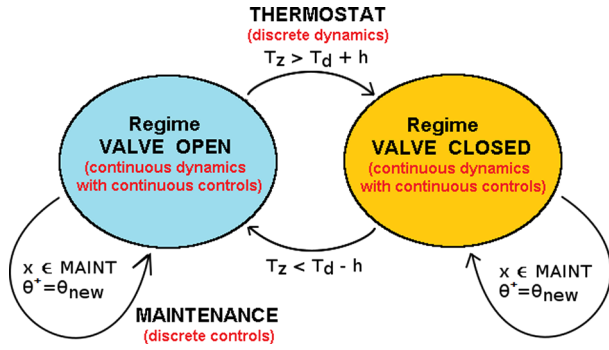 THERMOSTAT
(discrete dynamics)
Tz > Td + h
Regime
VALVE OPEN
(continuous dynamics
with continuous controls)
Regime
VALVE CLOSED
(continuous dynamics
with continuous controls)
Tz < Td - h
x ϵ MAINT
θ⁺=θnew
x ϵ MAINT
θ⁺=θnew
MAINTENANCE
(discrete controls)